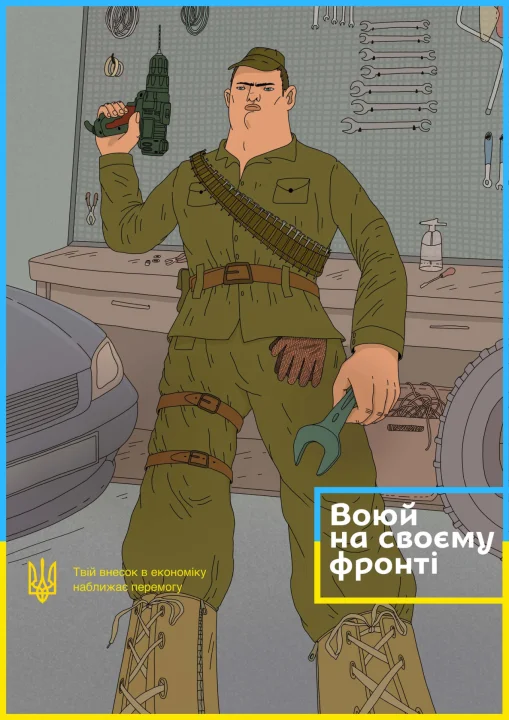 Воюй
на своєму
фронті
Твій внесок в економіку
наближає перемогу